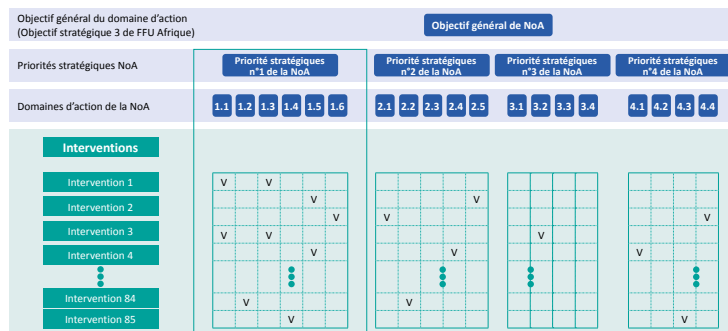 Objectif général du domaine d'action
(Objectif stratégique 3 de FFU Afrique)
Objectif général de NoA
Priorités stratégiques NoA
Priorité stratégiques
n°1 de la NoA
Priorité stratégiques
n°2 de la NoA
Priorité stratégiques
n°3 de la NoA
Priorité stratégiques
n°4 de la NoA
Domaines d'action de la NoA
1.1 1.2 1.3 1.4 1.5 1.6 2.1 2.2 2.3 2.4 2.5 3.1 3.2 3.3 3.4 4.1 4.2 4.3 4.4
Interventions
Intervention 1
V V
Intervention 2
V V
Intervention 3
V V V
V V V V
Intervention 4
V V V
Intervention 84
V V
Intervention 85
V V